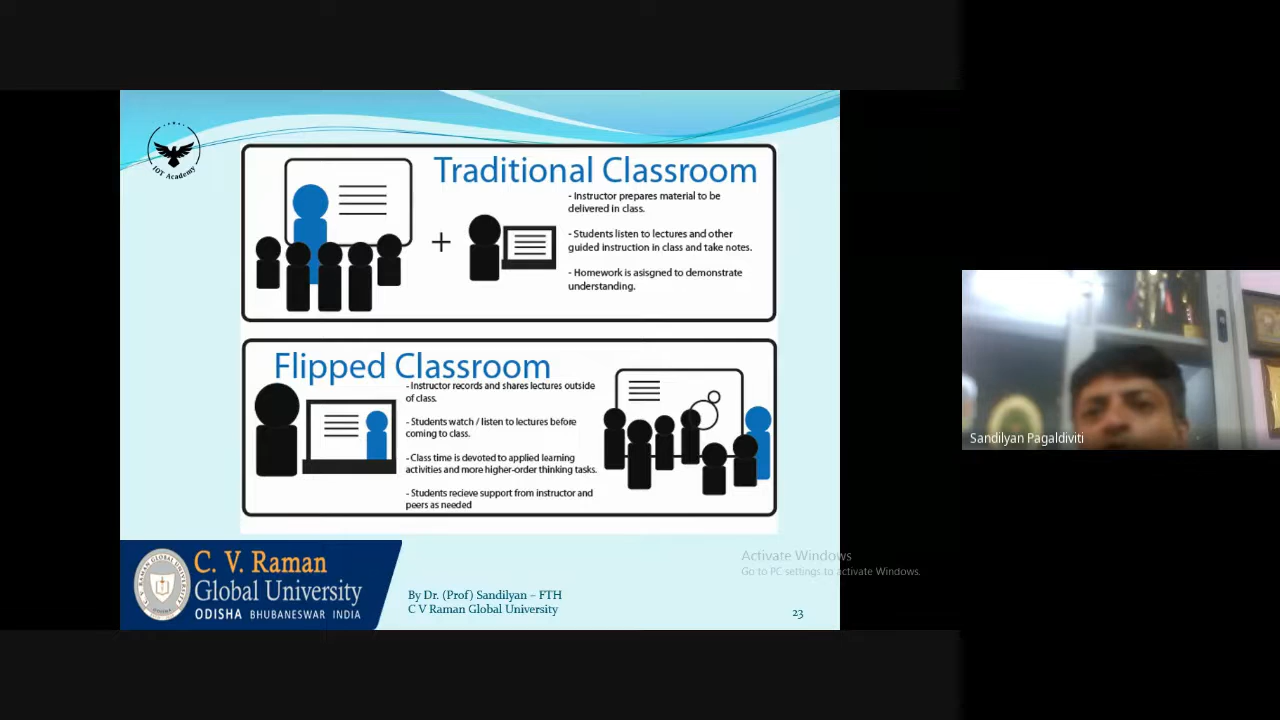 IOT Academy
Traditional Classroom
- Instructor prepares material to be
delivered in class.
- Students listen to lectures and other
guided instruction in class and take notes.
- Homework is asisgned to demonstrate
understanding.
Flipped Classroom
- Instructor records and shares lectures outside
of class.
- Students watch / listen to lectures before
coming to class.
- Class time is devoted to applied learning
activities and more higher-order thinking tasks.
- Students recieve support from instructor and
peers as needed
C. V. Raman
Global University
ODISHA BHUBANESWAR INDIA
By Dr. (Prof) Sandilyan – FTH
C V Raman Global University
23
Activate Windows
Go to PC settings to activate Windows.
Sandilyan Pagaldiviti